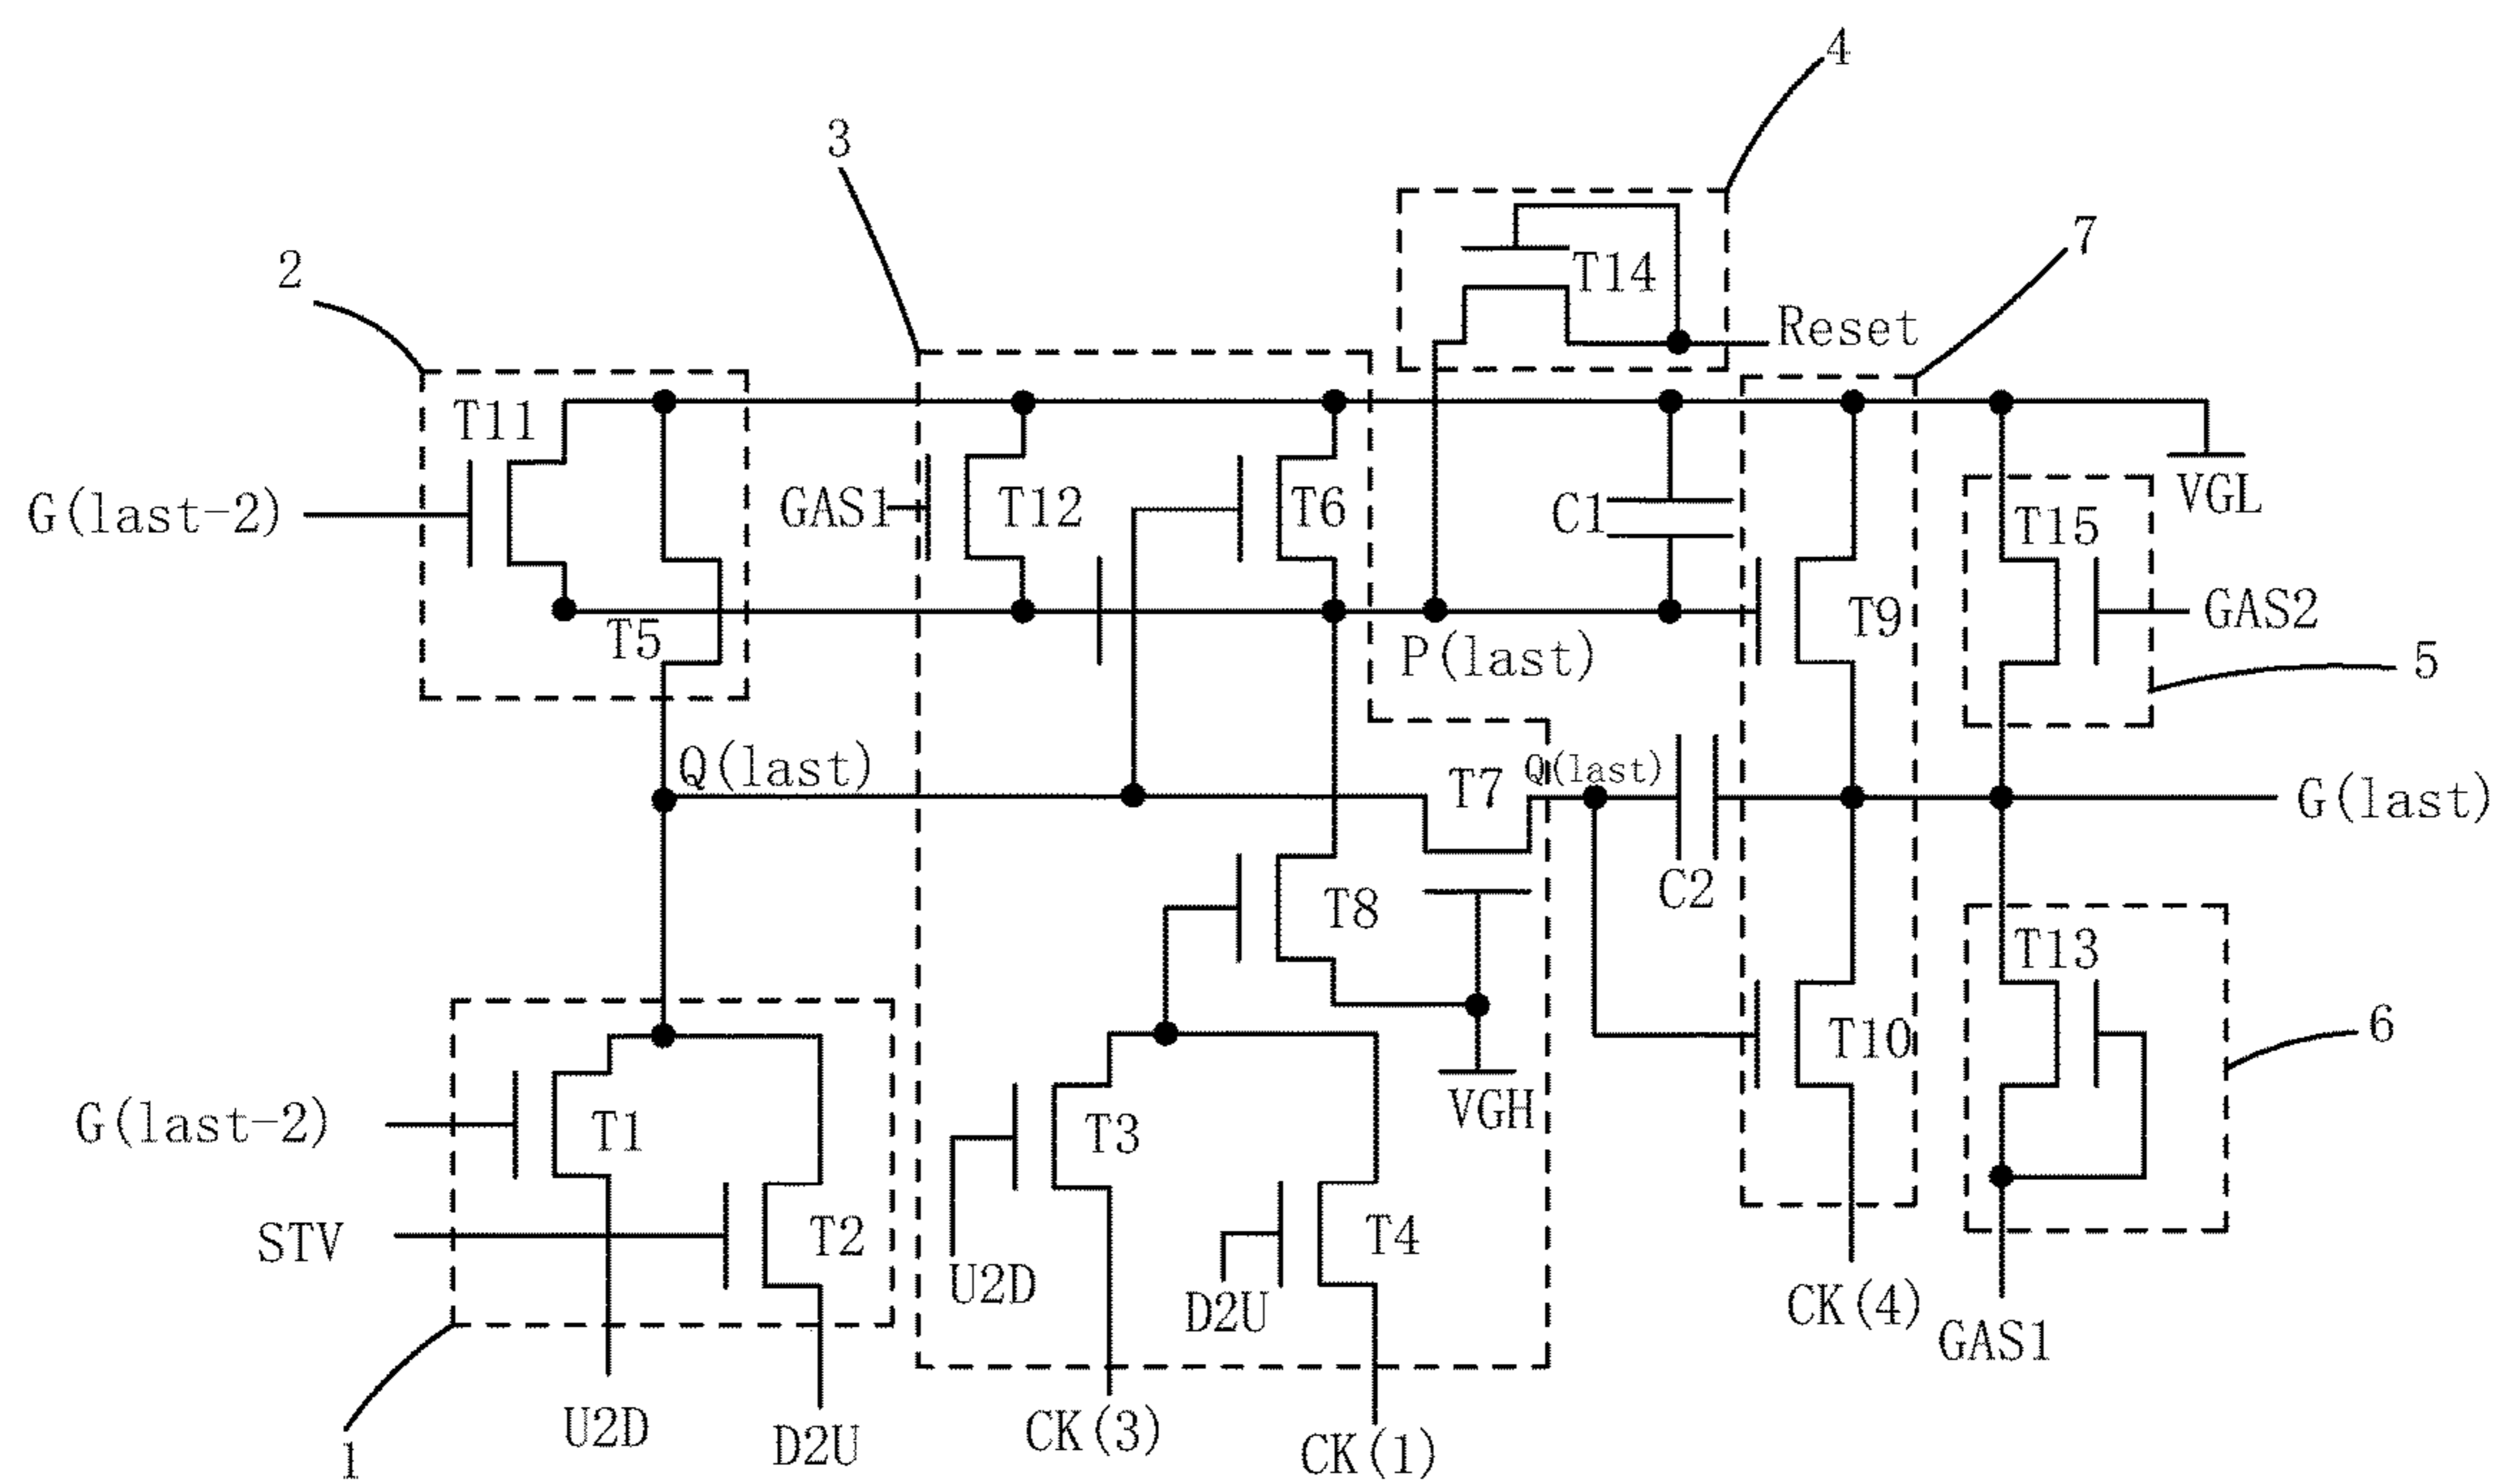 4
3
7
2
T14
Reset
T11
VGL
G(last-2)
GAS1
T12
T6
C1
T15
GAS2
T5
T9
P(last)
5
Q(last)
T7
Q(last)
G(last)
C2
T8
T13
6
T10
G(last-2)
T1
T3
VGH
STV
T2
T4
U2D
D2U
CK(4)
GAS1
U2D
D2U
CK(3)
CK(1)
1